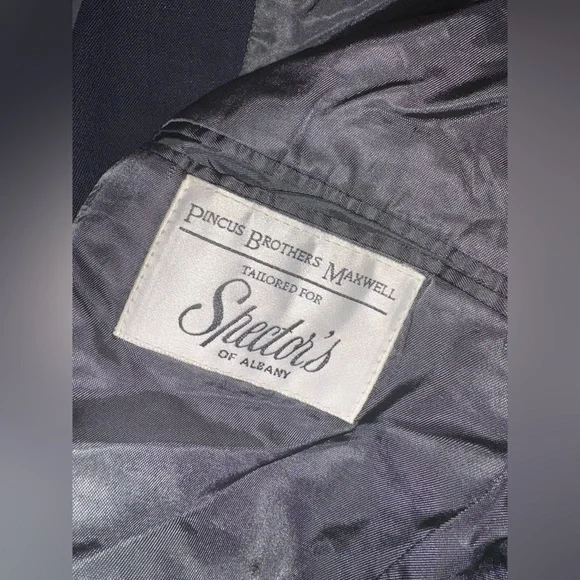 PINCUS BROTHERS MAXWELL
TAILORED FOR
Spector's
OF ALBANY